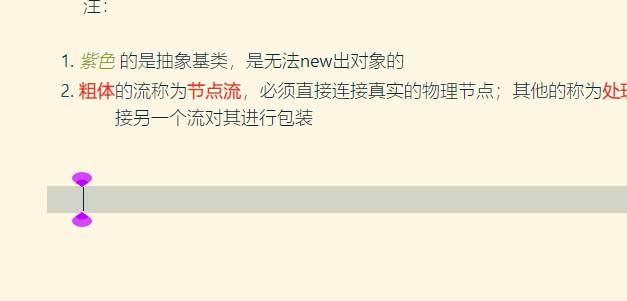 注：
1. 紫色 的是抽象基类，是无法new出对象的
2. 粗体的流称为节点流，必须直接连接真实的物理节点；其他的称为处
接另一个流对其进行包装